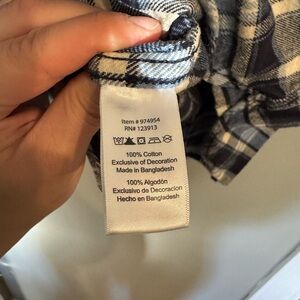 Item # 974954
RN# 123913
100% Cotton
Exclusive of Decoration
Made in Bangladesh
100% Algodón
Exclusivo de Decoracion
Hecho en Bangladesh